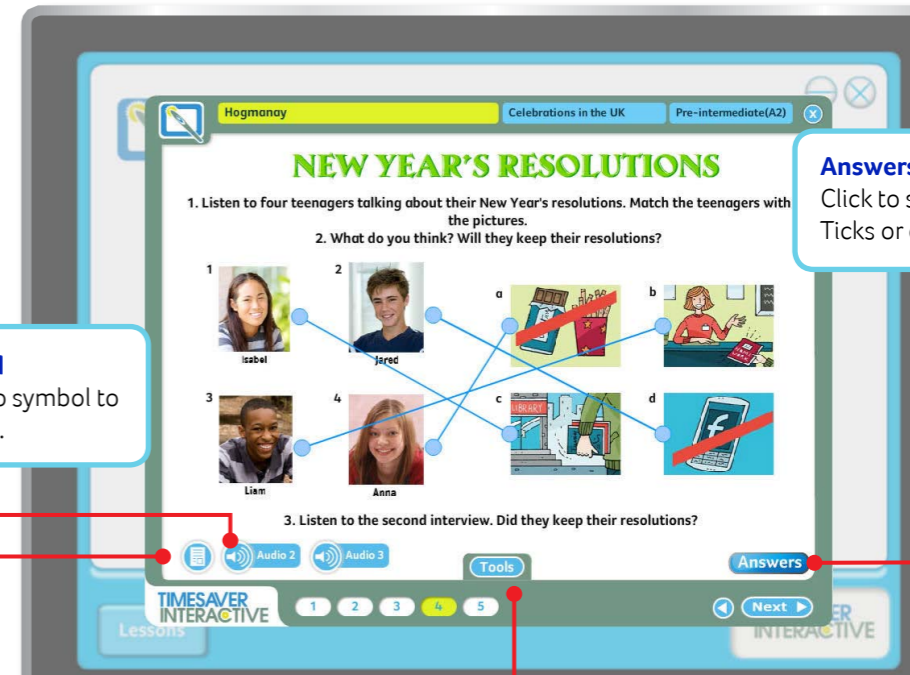 Hogmanay
Celebrations in the UK
Pre-intermediate(A2)
x
NEW YEAR'S RESOLUTIONS
1. Listen to four teenagers talking about their New Year's resolutions. Match the teenagers with
the pictures.
2. What do you think? Will they keep their resolutions?
1
Isabel
2
Jared
a
b
3
Liam
4
Anna
c
LIBRARY
d
f
3. Listen to the second interview. Did they keep their resolutions?
Audio 2
Audio 3
Tools
Answers
TIMESAVER
INTERACTIVE
1 2 3 4 5
Next
Lessons
ER
INTERACTIVE
Answers
Click to
Ticks or
symbol to